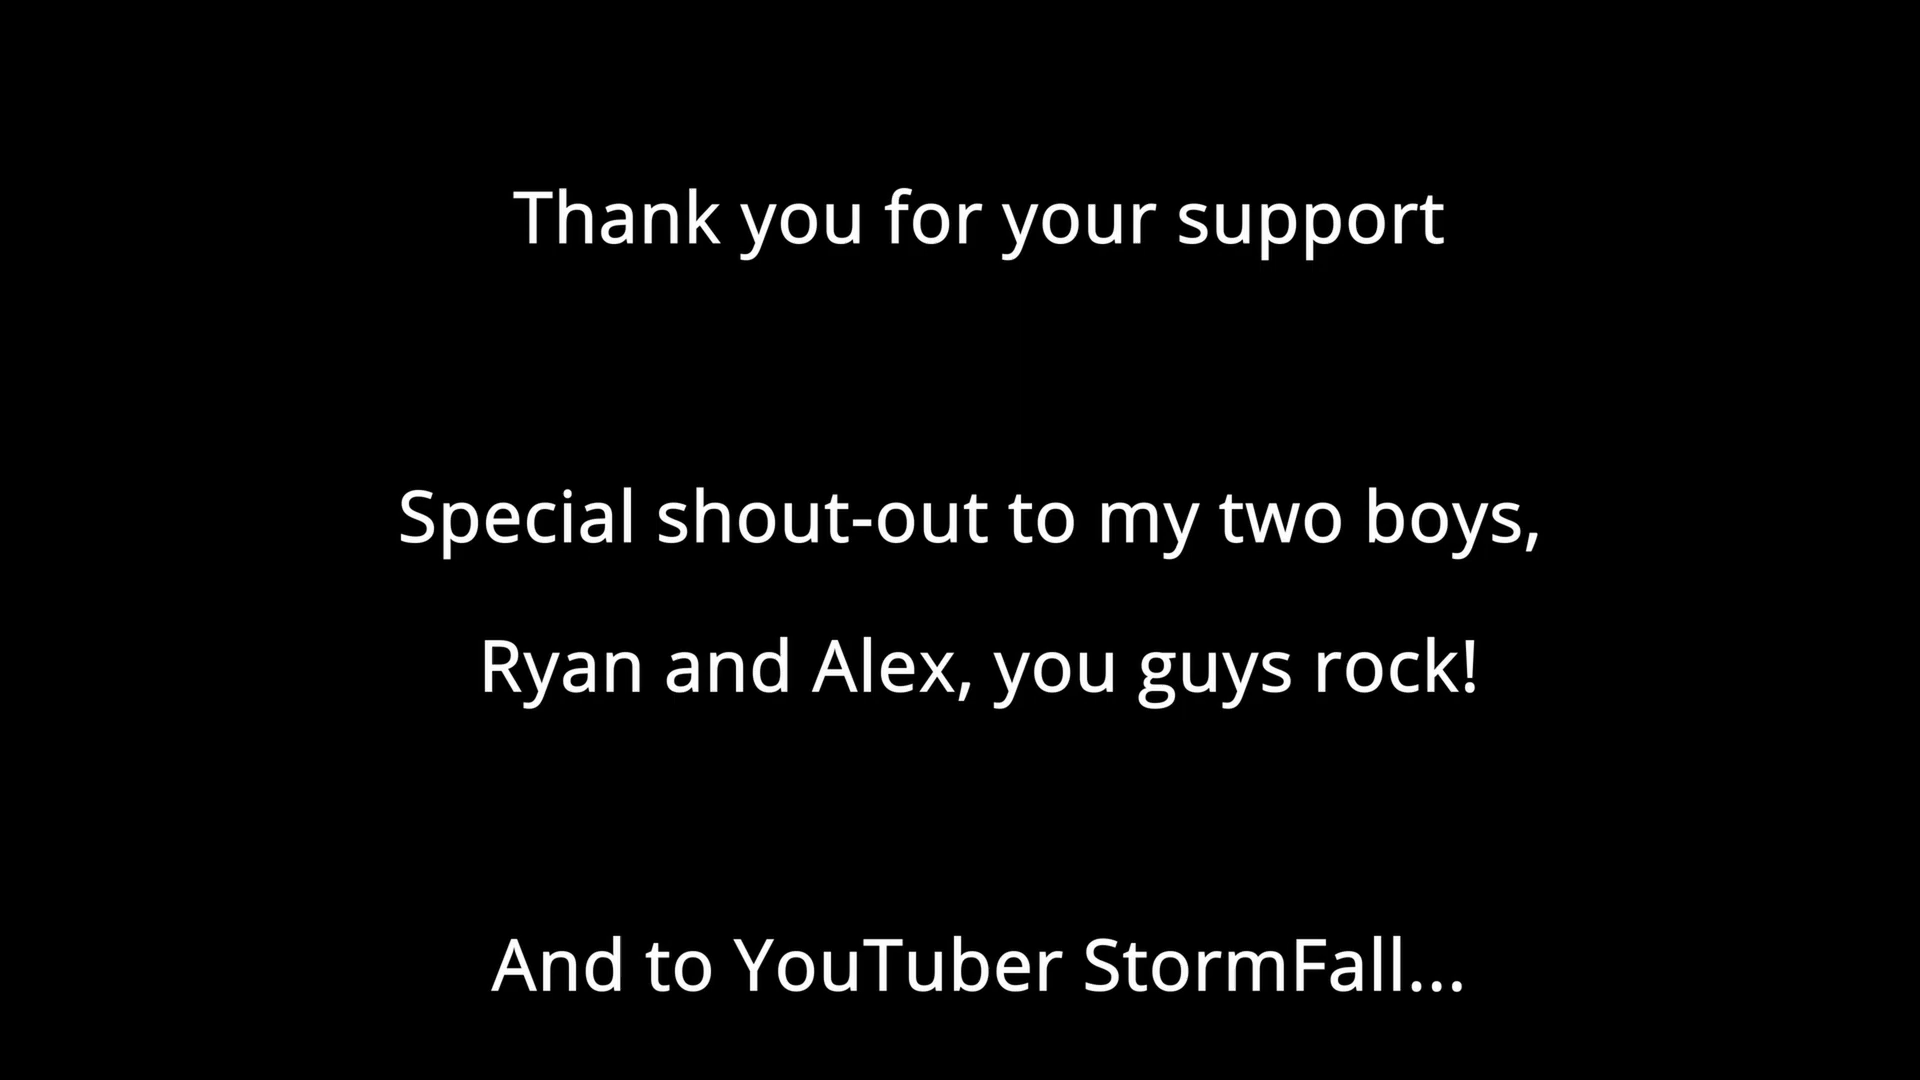 Thank you for your support
Special shout-out to my two boys,
Ryan and Alex, you guys rock!
And to YouTuber StormFall...